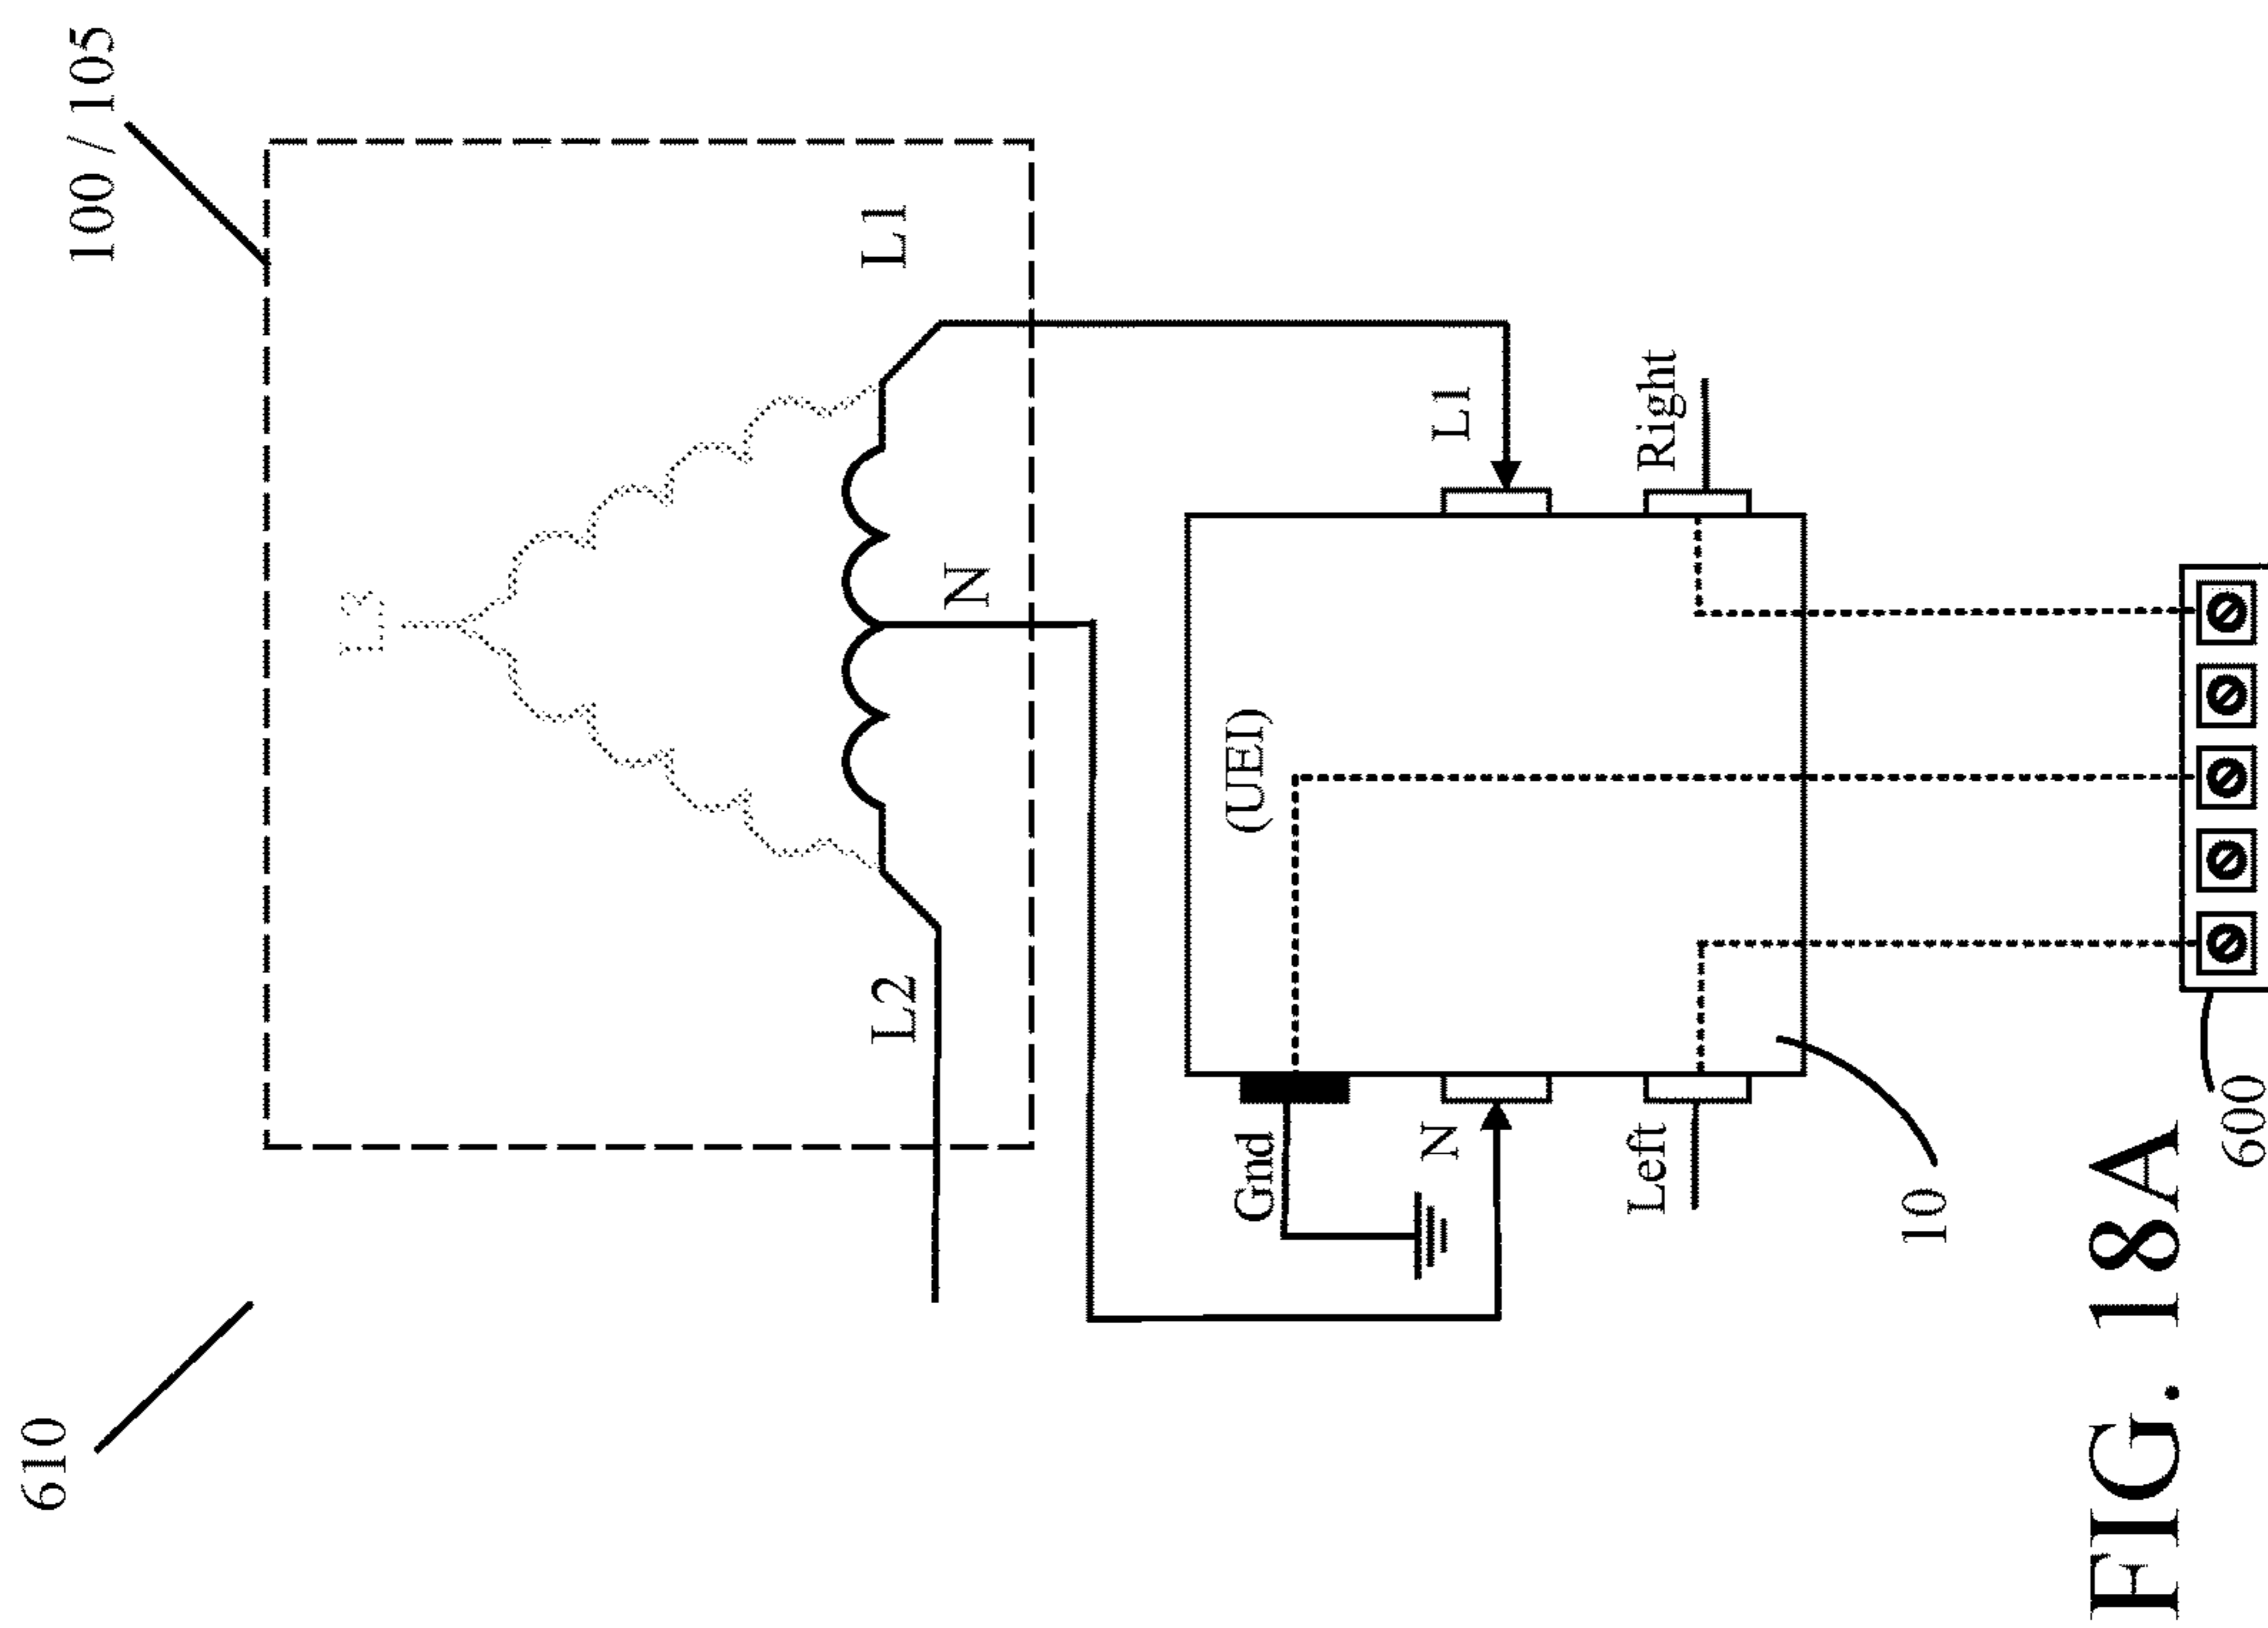 610
100 / 105
L3
L2
L1
N
Gnd
(UEI)
N
L1
Left
Right
10
600
FIG. 18A